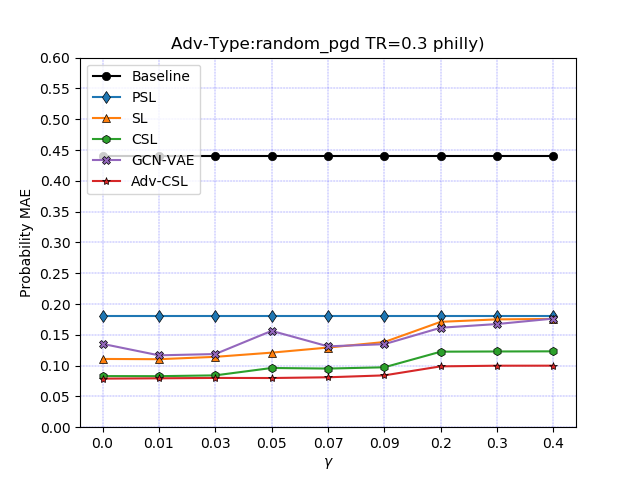 Adv-Type:random_pgd TR=0.3 philly)
Probability MAE
0.60
0.55
0.50
0.45
0.40
0.35
0.30
0.25
0.20
0.15
0.10
0.05
0.00
Baseline
PSL
SL
CSL
GCN-VAE
Adv-CSL
0.0 0.01 0.03 0.05 0.07 0.09 0.2 0.3 0.4
γ